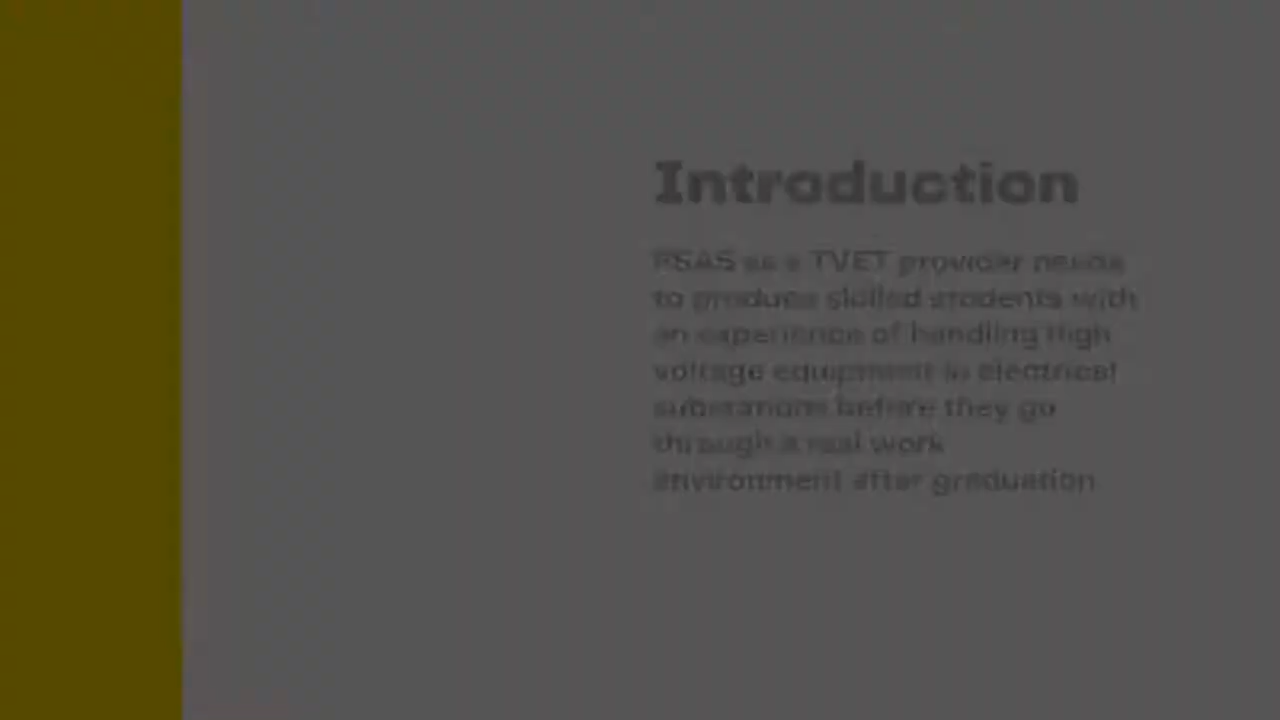 Introduction
PSAS as a TVET provider needs
to produce skilled students with
an experience of handling high
voltage equipment in electrical
substations before they go
through a real work
environment after graduation